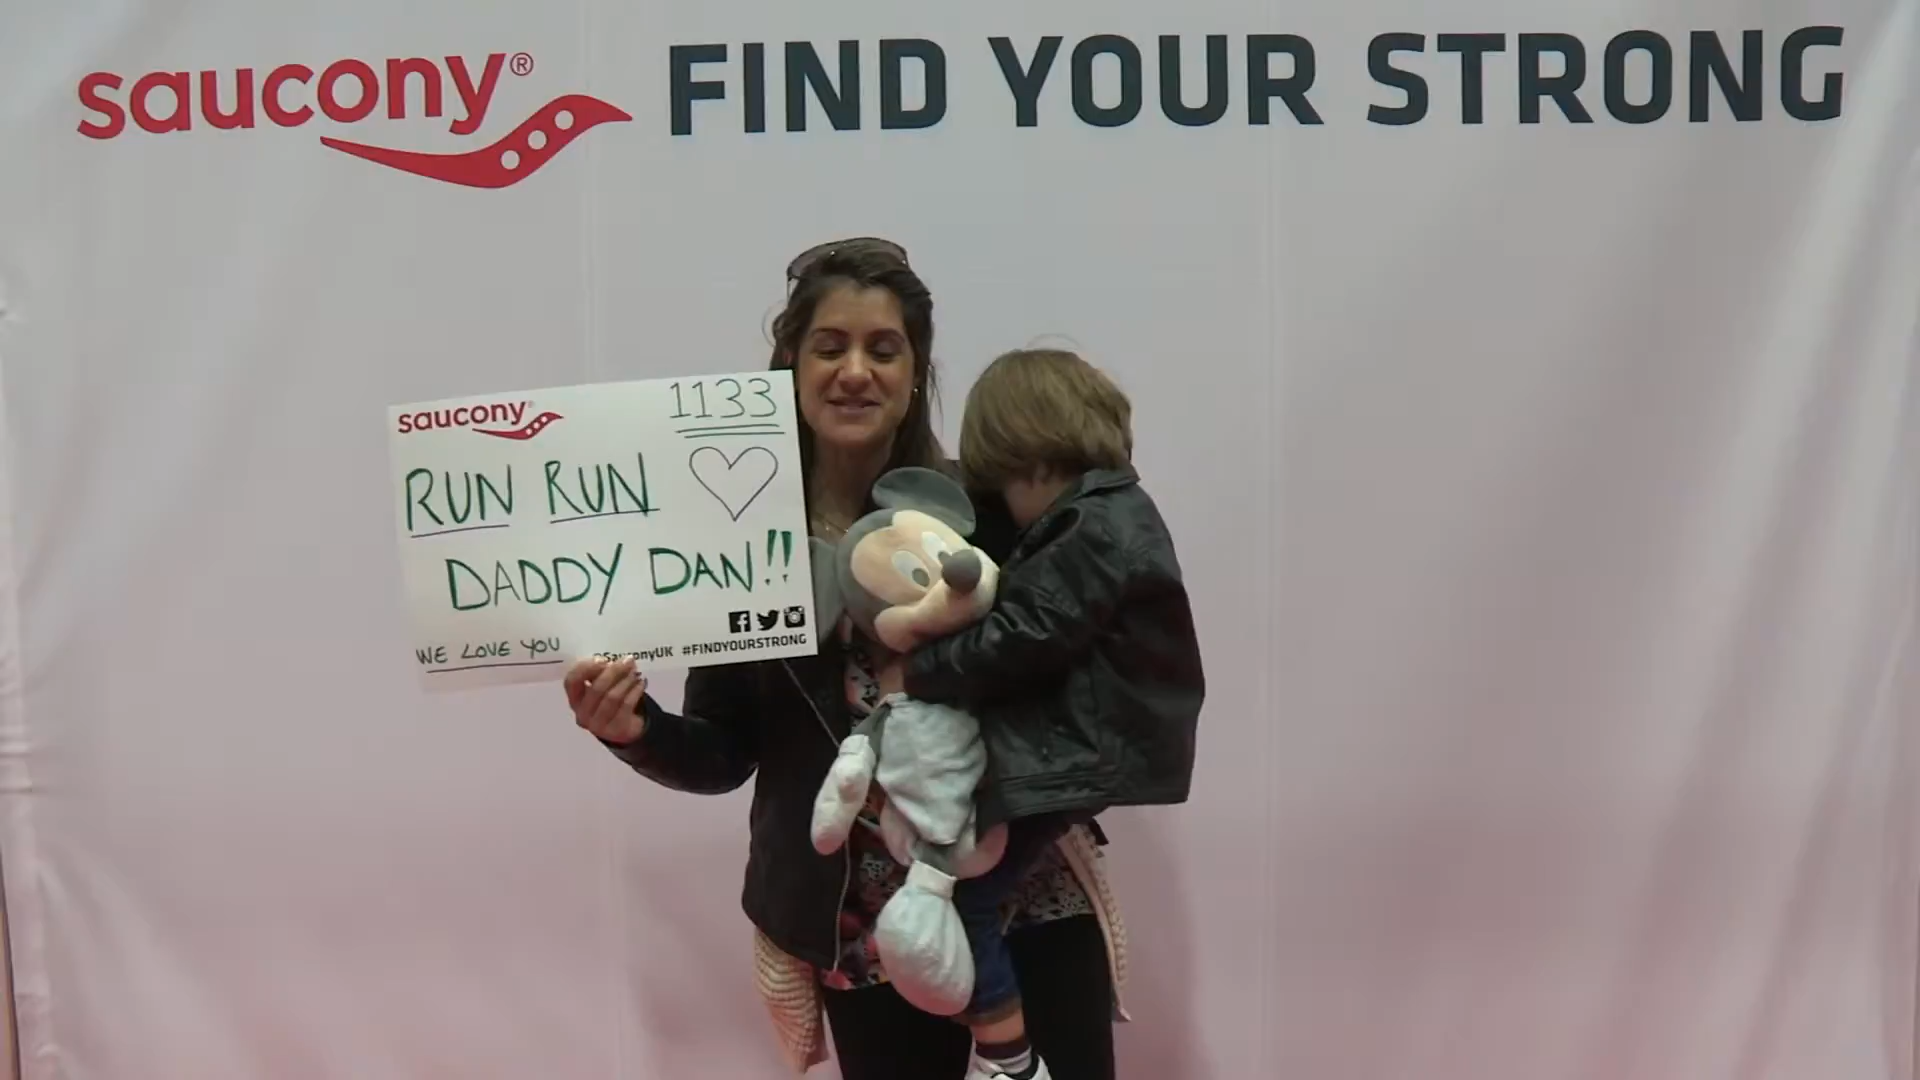 saucony® FIND YOUR STRONG
saucony® 1133
RUN RUN
DADDY DAN!!
WE LOVE YOU
@SauconyUK #FINDYOURSTRONG